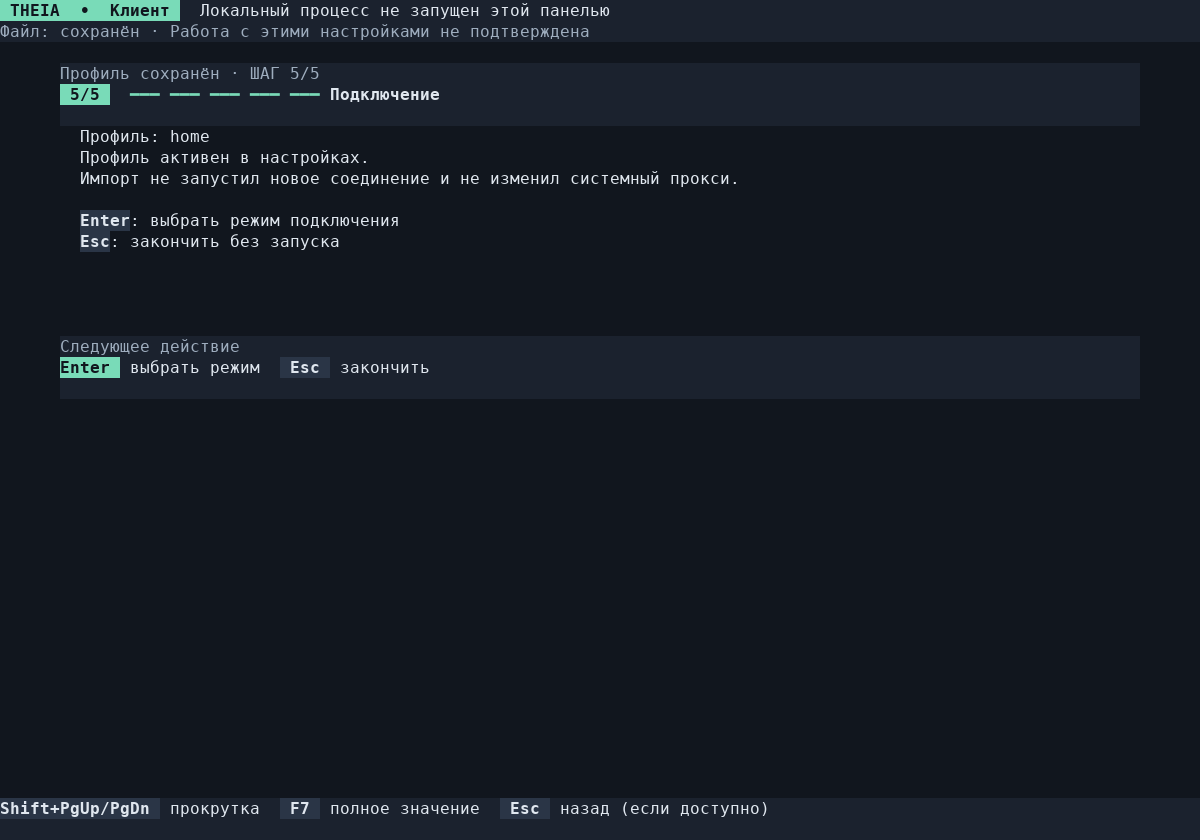 THEIA • Клиент Локальный процесс не запущен этой панелью
Файл: сохранён · Работа с этими настройками не подтверждена
Профиль сохранён · ШАГ 5/5
5/5 ━━━ ━━━ ━━━ ━━━ ━━━ Подключение
Профиль: home
Профиль активен в настройках.
Импорт не запустил новое соединение и не изменил системный прокси.
Enter: выбрать режим подключения
Esc: закончить без запуска
Следующее действие
Enter выбрать режим Esc закончить
Shift+PgUp/PgDn прокрутка F7 полное значение Esc назад (если доступно)